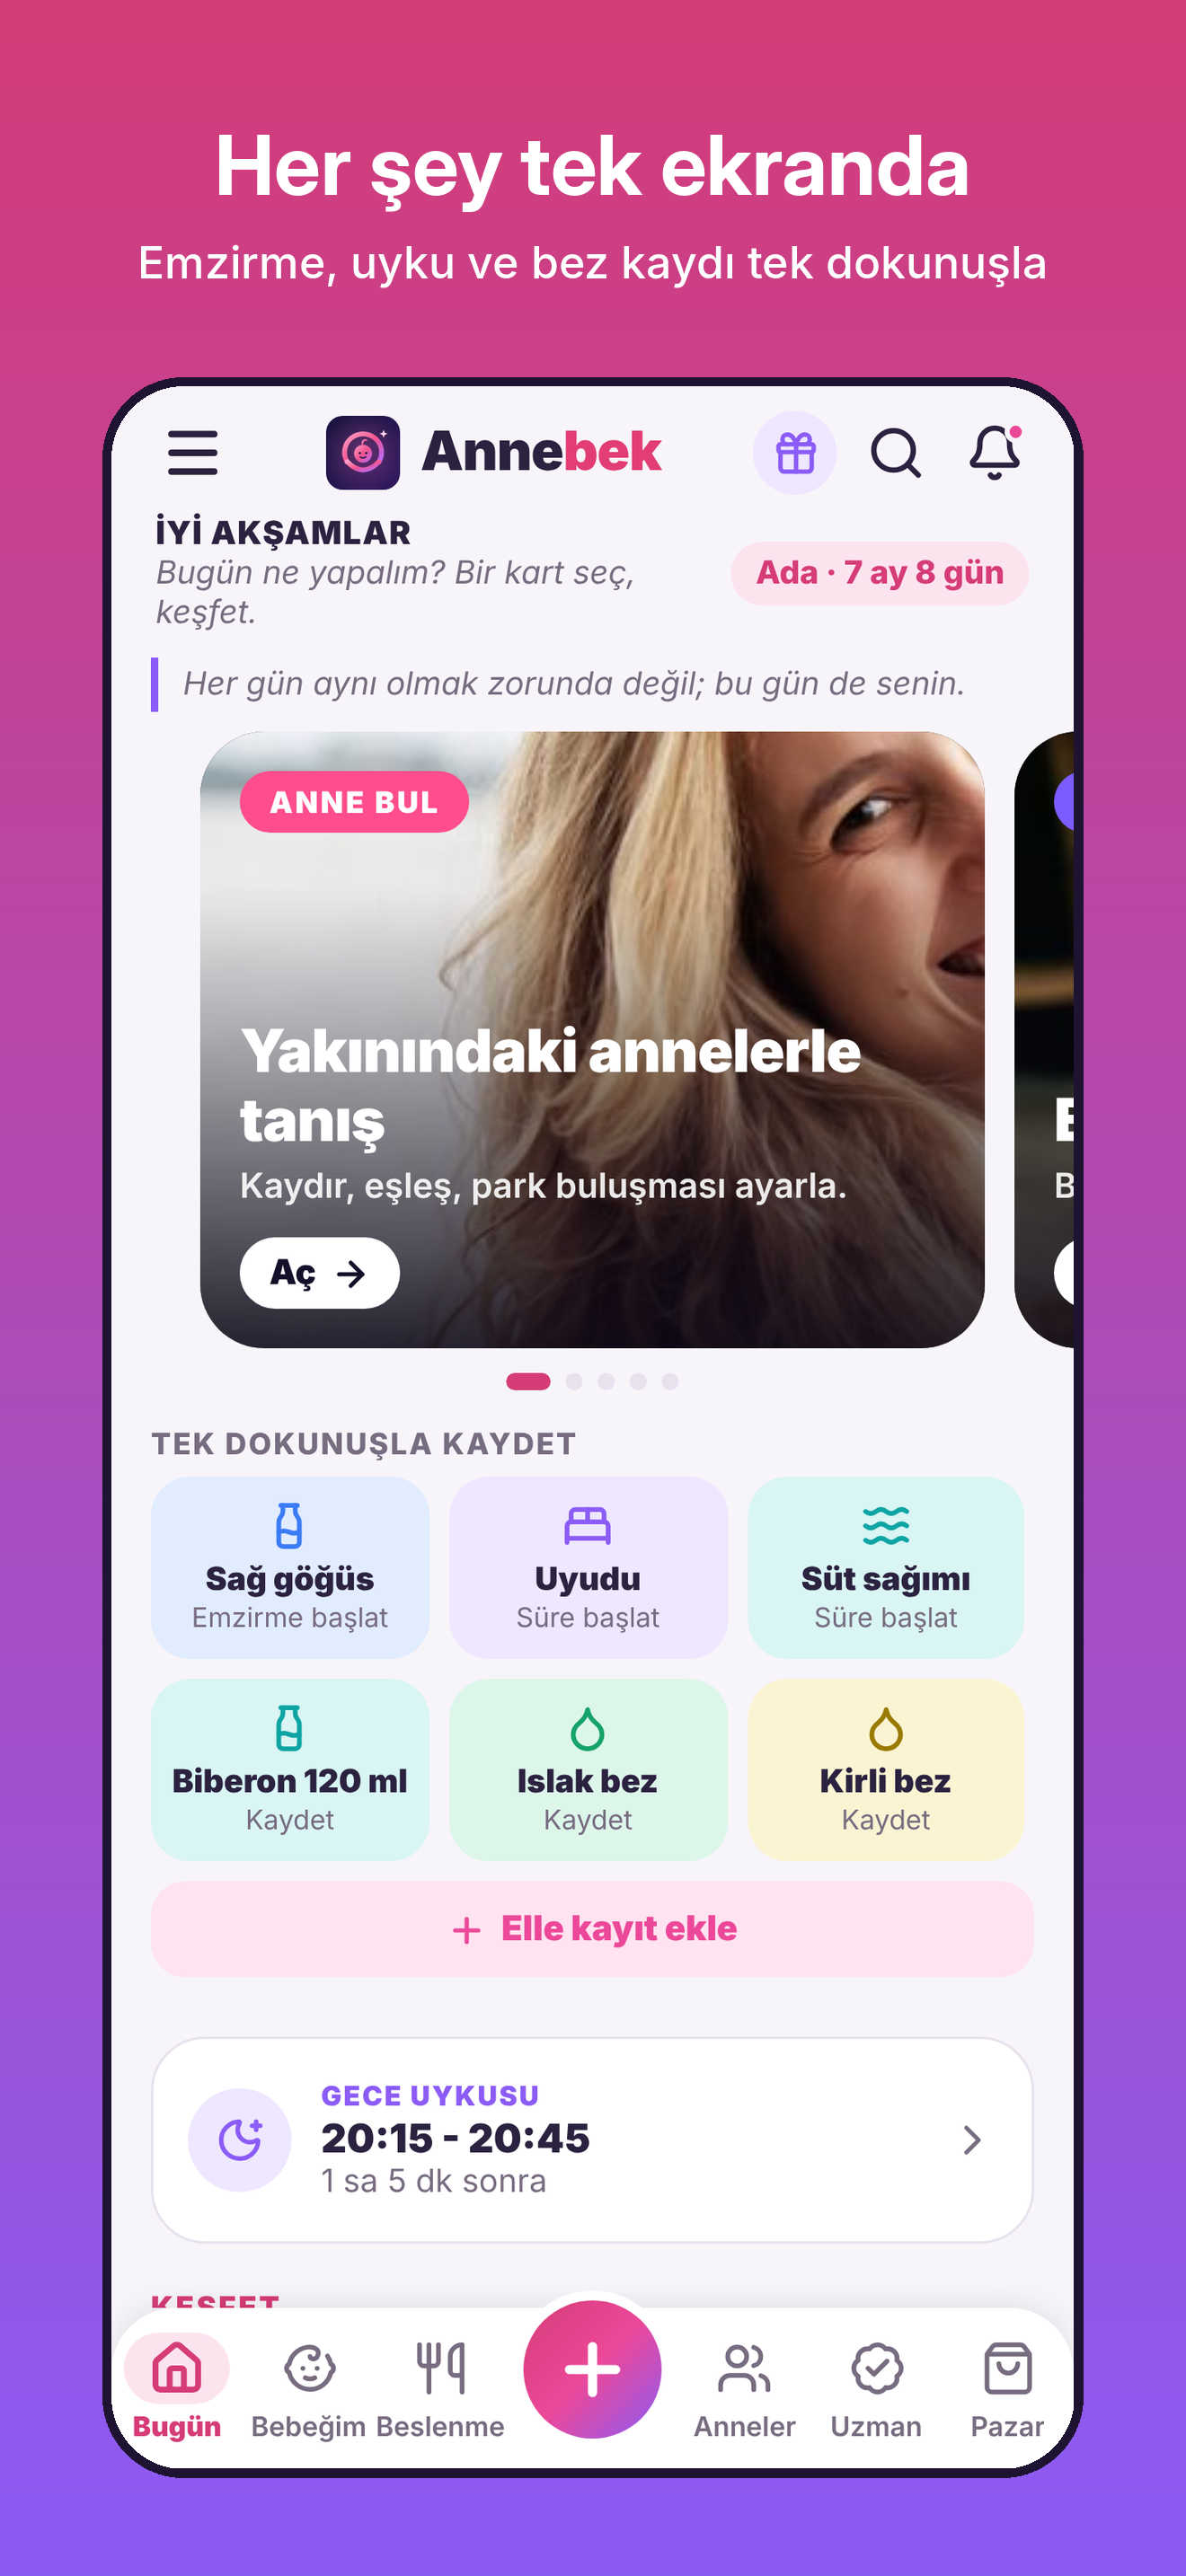 Her şey tek ekranda
Emzirme, uyku ve bez kaydı tek dokunuşla
Annebek
İYİ AKŞAMLAR
Bugün ne yapalım? Bir kart seç,
keşfet.
Ada · 7 ay 8 gün
Her gün aynı olmak zorunda değil; bu gün de senin.
ANNE BUL
Yakınındaki annelerle
tanış
Kaydır, eşleş, park buluşması ayarla.
Aç
TEK DOKUNUŞLA KAYDET
Sağ göğüs
Emzirme başlat
Uyudu
Süre başlat
Süt sağımı
Süre başlat
Biberon 120 ml
Kaydet
Islak bez
Kaydet
Kirli bez
Kaydet
+ Elle kayıt ekle
GECE UYKUSU
20:15 - 20:45
1 sa 5 dk sonra
KEŞFET
Bugün
Bebeğim
Beslenme
Anneler
Uzman
Pazar